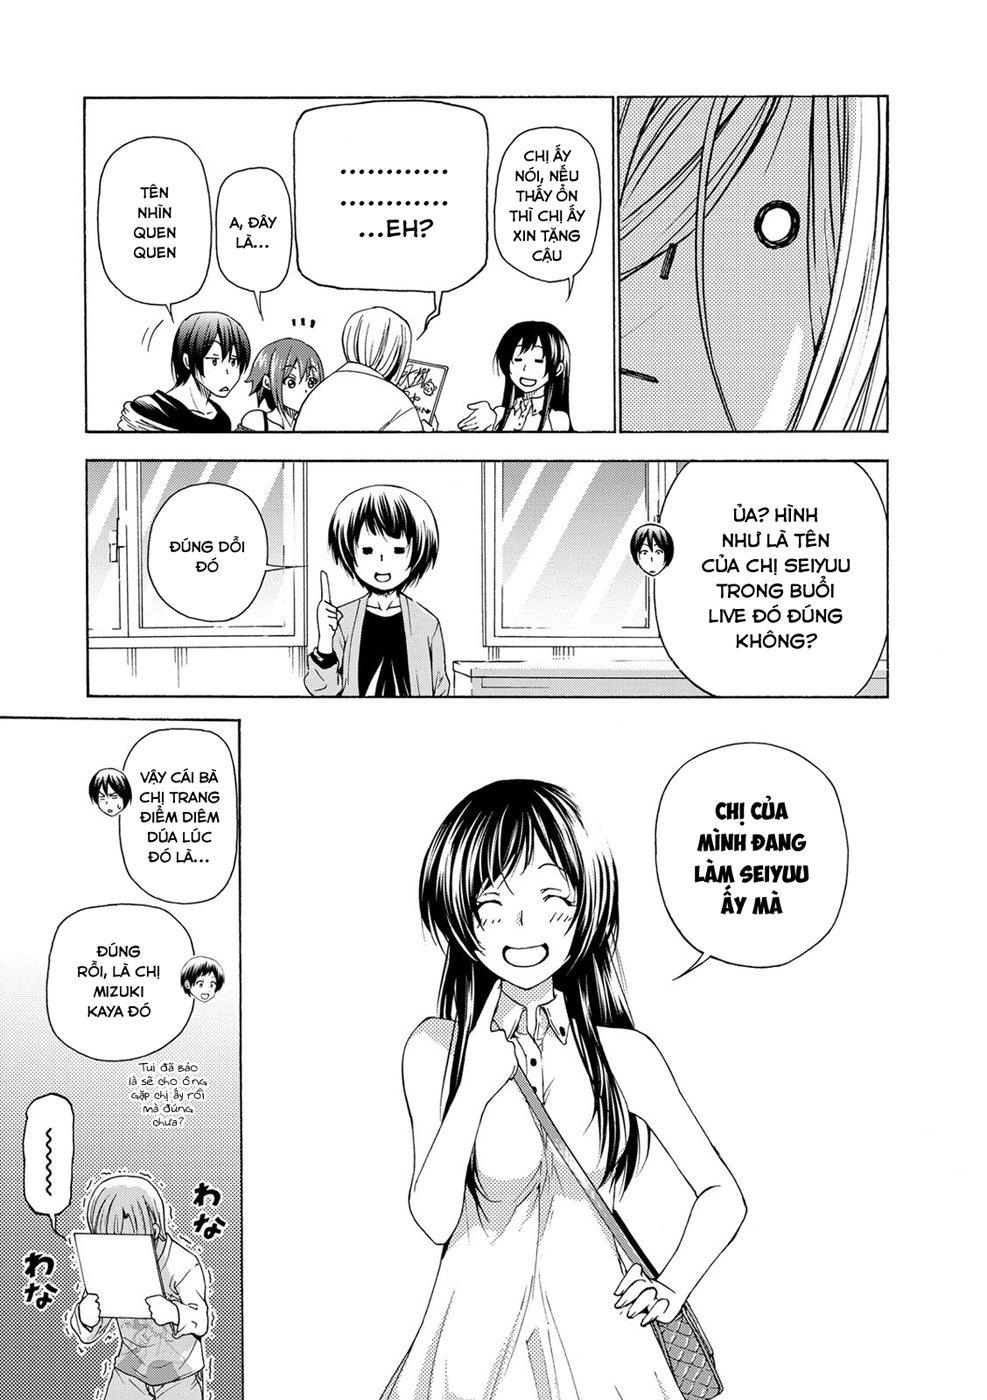 CHỊ ẤY
NÓI, NẾU
THẤY ỔN
THÌ CHỊ ẤY
XIN TẶNG
CẬU
............
............
...EH?
A, ĐÂY
LÀ...
TÊN
NHÌN
QUEN
QUEN
ỦA? HÌNH
NHƯ LÀ TÊN
CỦA CHỊ SEIYUU
TRONG BUỔI
LIVE ĐÓ ĐÚNG
KHÔNG?
ĐÚNG DỒI
ĐÓ
CHỊ CỦA
MÌNH ĐANG
LÀM SEIYUU
ẤY MÀ
VẬY CÁI BÀ
CHỊ TRANG
ĐIỂM DIÊM
DÚA LÚC
ĐÓ LÀ...
ĐÚNG
RỒI, LÀ CHỊ
MIZUKI
KAYA ĐÓ
Tui đã bảo
là sẽ cho ông
gặp chị ấy rồi
mà đúng
chưa?
わな
わな